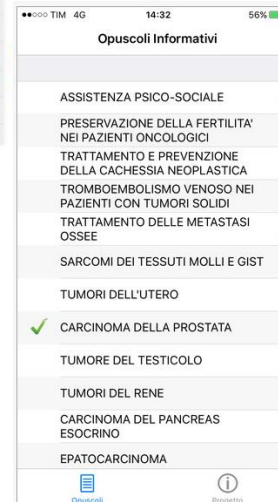 TIM 4G 14:32 56%
Opuscoli Informativi
ASSISTENZA PSICO-SOCIALE
PRESERVAZIONE DELLA FERTILITA'
NEI PAZIENTI ONCOLOGICI
TRATTAMENTO E PREVENZIONE
DELLA CACHESSIA NEOPLASTICA
TROMBOEMBOLISMO VENOSO NEI
PAZIENTI CON TUMORI SOLIDI
TRATTAMENTO DELLE METASTASI
OSSEE
SARCOMI DEI TESSUTI MOLLI E GIST
TUMORI DELL'UTERO
CARCINOMA DELLA PROSTATA
TUMORE DEL TESTICOLO
TUMORI DEL RENE
CARCINOMA DEL PANCREAS
ESOCRINO
EPATOCARCINOMA
Opuscoli Progetto